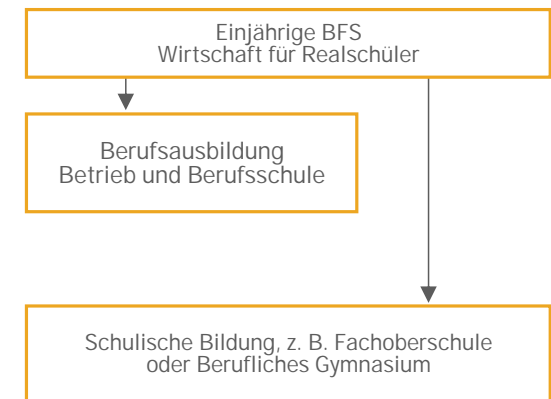 Einjährige BFS
Wirtschaft für Realschüler
Berufsausbildung
Betrieb und Berufsschule
Schulische Bildung, z. B. Fachoberschule
oder Berufliches Gymnasium